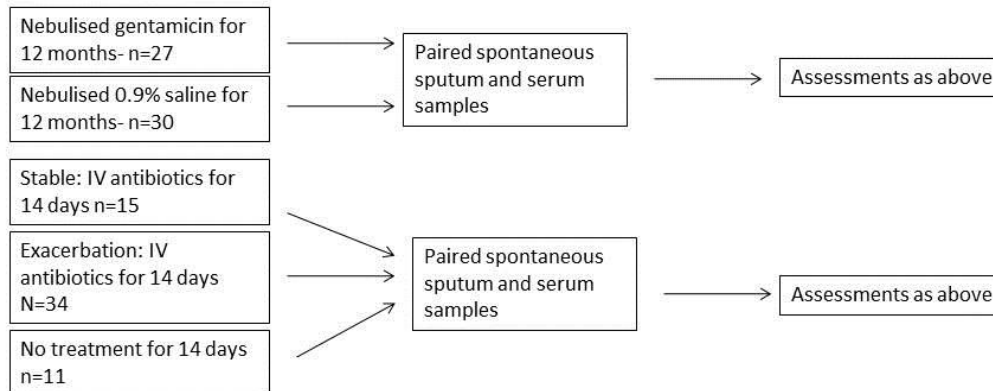 Nebulised gentamicin for
12 months- n=27
Nebulised 0.9% saline for
12 months- n=30
Paired spontaneous
sputum and serum
samples
Assessments as above
Stable: IV antibiotics for
14 days n=15
Exacerbation: IV
antibiotics for 14 days
N=34
No treatment for 14 days
n=11
Paired spontaneous
sputum and serum
samples
Assessments as above